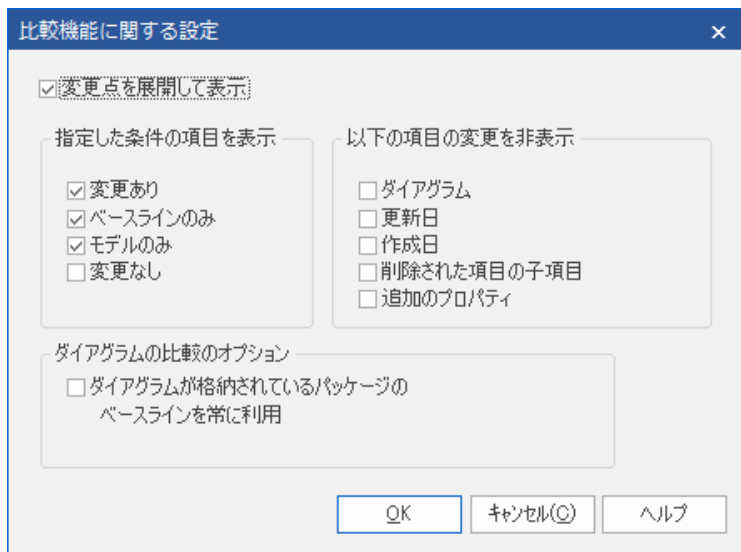 比較機能に関する設定
変更点を展開して表示
指定した条件の項目を表示
変更あり
ベースラインのみ
モデルのみ
変更なし
以下の項目の変更を非表示
ダイアグラム
更新日
作成日
削除された項目の子項目
追加のプロパティ
ダイアグラムの比較のオプション
ダイアグラムが格納されているパッケージの
ベースラインを常に利用
OK
キャンセル(C)
ヘルプ